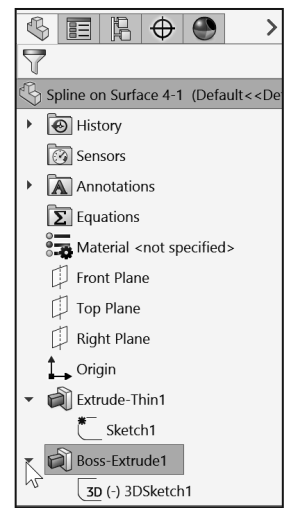 Spline on Surface 4-1 (Default<<De
History
Sensors
A Annotations
Σ Equations
Material <not specified>
Front Plane
Top Plane
Right Plane
Origin
Extrude-Thin1
Sketch1
Boss-Extrude1
3D (-) 3DSketch1